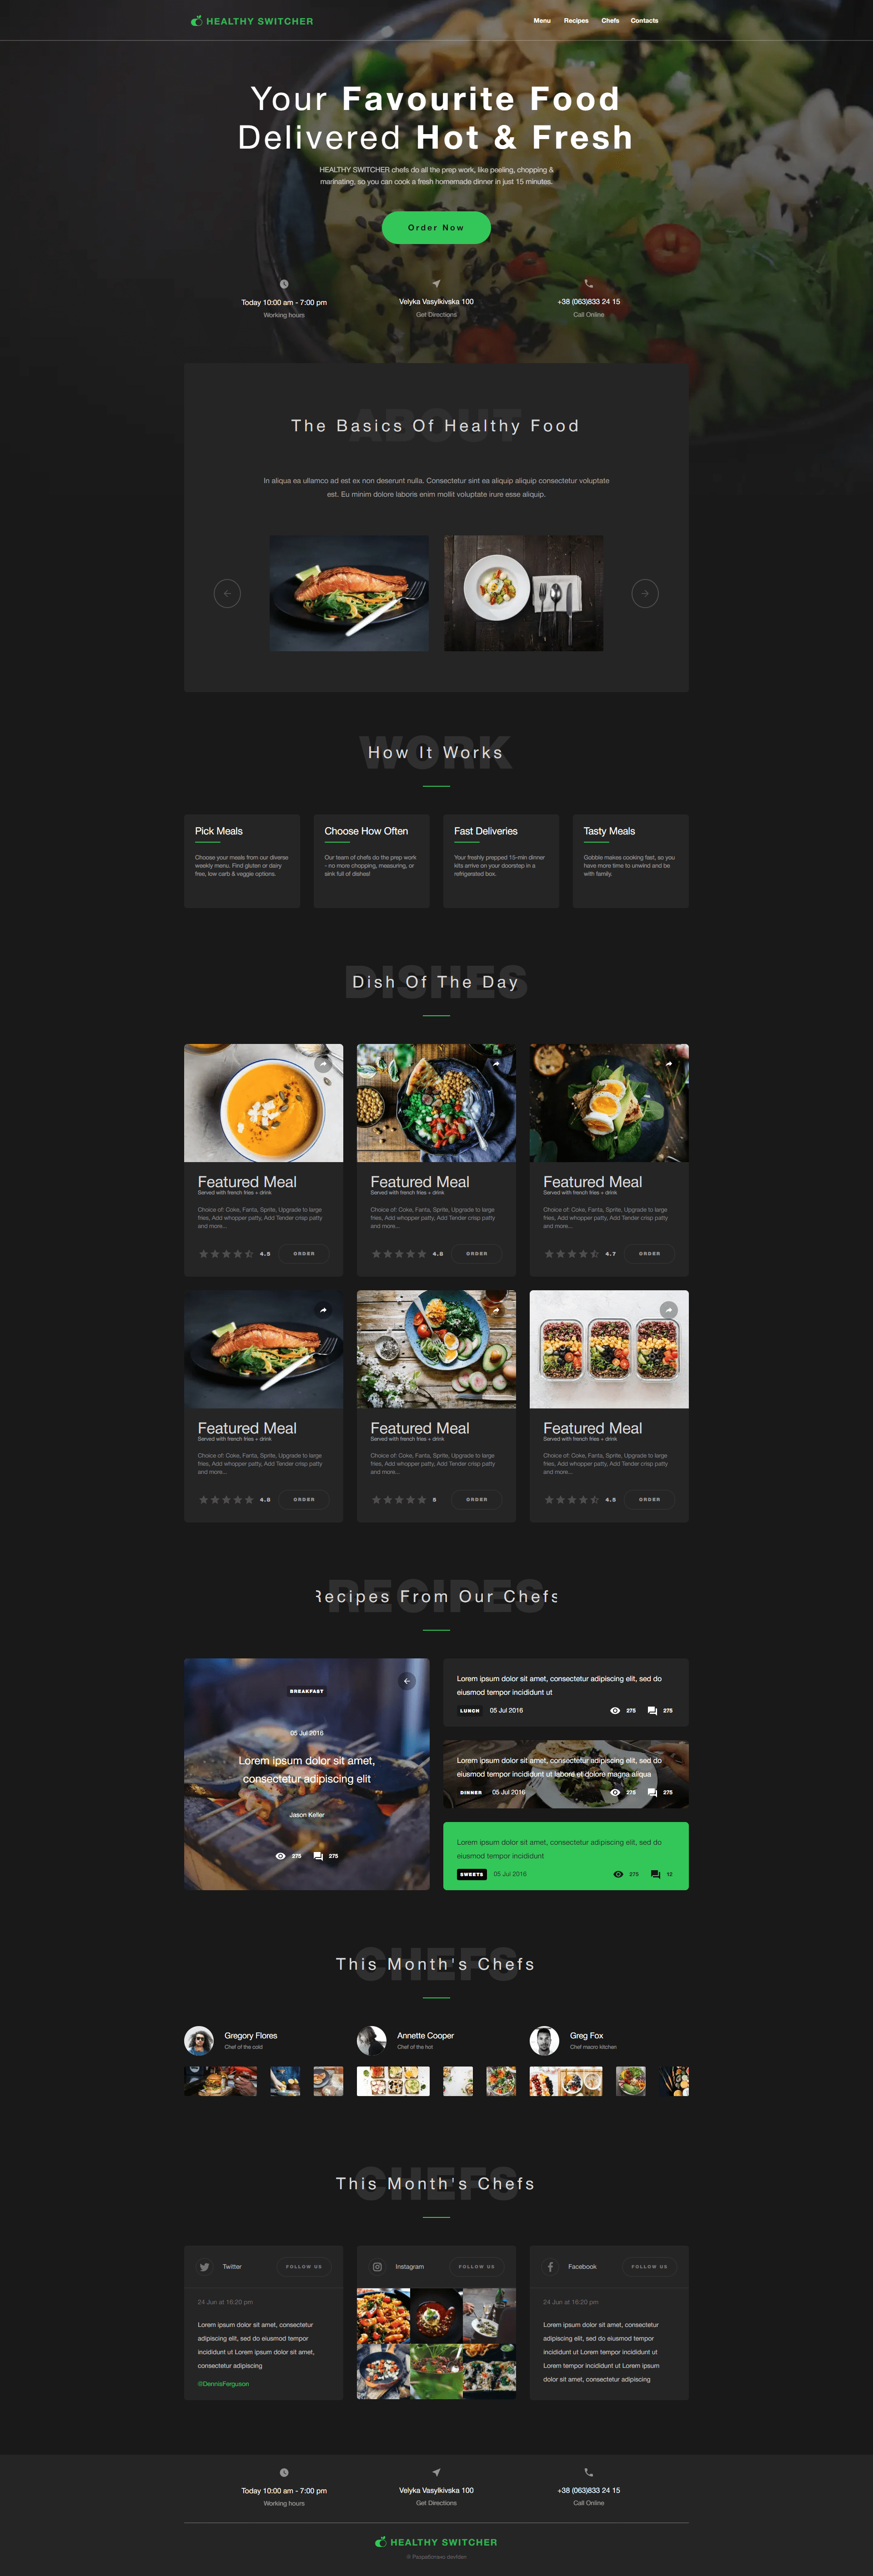 HEALTHY SWITCHER
Menu Recipes Chefs Contacts
Your Favourite Food
Delivered Hot & Fresh
HEALTHY SWITCHER chefs do all the prep work, like peeling, chopping &
marinating, so you can cook a fresh homemade dinner in just 15 minutes.
Order Now
Today 10:00 am - 7:00 pm
Working hours
Velyka Vasylkivska 100
Get Directions
+38 (063)833 24 15
Call Online
ABOUT
The Basics Of Healthy Food
In aliqua ea ullamco ad est ex non deserunt nulla. Consectetur sint ea aliquip aliquip consectetur voluptate
est. Eu minim dolore laboris enim mollit voluptate irure esse aliquip.
WORK
How It Works
Pick Meals
Choose your meals from our diverse
weekly menu. Find gluten or dairy
free, low carb & veggie options.
Choose How Often
Our team of chefs do the prep work
- no more chopping, measuring, or
sink full of dishes!
Fast Deliveries
Your freshly prepped 15-min dinner
kits arrive on your doorstep in a
refrigerated box.
Tasty Meals
Gobble makes cooking fast, so you
have more time to unwind and be
with family.
DISHES
Dish Of The Day
Featured Meal
Served with french fries + drink
Choice of: Coke, Fanta, Sprite, Upgrade to large
fries, Add whopper patty, Add Tender crisp patty
and more...
4.5 ORDER
Featured Meal
Served with french fries + drink
Choice of: Coke, Fanta, Sprite, Upgrade to large
fries, Add whopper patty, Add Tender crisp patty
and more...
ORDER
Featured Meal
Served with french fries + drink
Choice of: Coke, Fanta, Sprite, Upgrade to large
fries, Add whopper patty, Add Tender crisp patty
and more...
4.7 ORDER
Featured Meal
Served with french fries + drink
Choice of: Coke, Fanta, Sprite, Upgrade to large
fries, Add whopper patty, Add Tender crisp patty
and more...
4.8 ORDER
Featured Meal
Served with french fries + drink
Choice of: Coke, Fanta, Sprite, Upgrade to large
fries, Add whopper patty, Add Tender crisp patty
and more...
5 ORDER
Featured Meal
Served with french fries + drink
Choice of: Coke, Fanta, Sprite, Upgrade to large
fries, Add whopper patty, Add Tender crisp patty
and more...
4.5 ORDER
RECIPES
Recipes From Our Chefs
BREAKFAST
05 Jul 2016
Lorem ipsum dolor sit amet,
consectetur adipiscing elit
Jason Keller
275 275
Lorem ipsum dolor sit amet, consectetur adipiscing elit, sed do
eiusmod tempor incididunt ut
LUNCH 05 Jul 2016 275 275
Lorem ipsum dolor sit amet, consectetur adipiscing elit, sed do
eiusmod tempor incididunt ut labore et dolore magna aliqua
DINNER 05 Jul 2016 275 275
Lorem ipsum dolor sit amet, consectetur adipiscing elit, sed do
eiusmod tempor incididunt
SWEETS 05 Jul 2016 275 12
CHEFS
This Month's Chefs
Gregory Flores
Chef of the cold
Annette Cooper
Chef of the hot
Greg Fox
Chef macro kitchen
CHEFS
This Month's Chefs
Twitter FOLLOW US
24 Jun at 16:20 pm
Lorem ipsum dolor sit amet, consectetur
adipiscing elit, sed do eiusmod tempor
incididunt ut Lorem ipsum dolor sit amet,
consectetur adipiscing
@DennisFerguson
Instagram FOLLOW US
Facebook FOLLOW US
24 Jun at 16:20 pm
Lorem ipsum dolor sit amet, consectetur
adipiscing elit, sed do eiusmod tempor
incididunt ut Lorem tempor incididunt ut
Lorem tempor incididunt ut Lorem ipsum
dolor sit amet, consectetur adipiscing
Today 10:00 am - 7:00 pm
Working hours
Velyka Vasylkivska 100
Get Directions
+38 (063)833 24 15
Call Online
HEALTHY SWITCHER